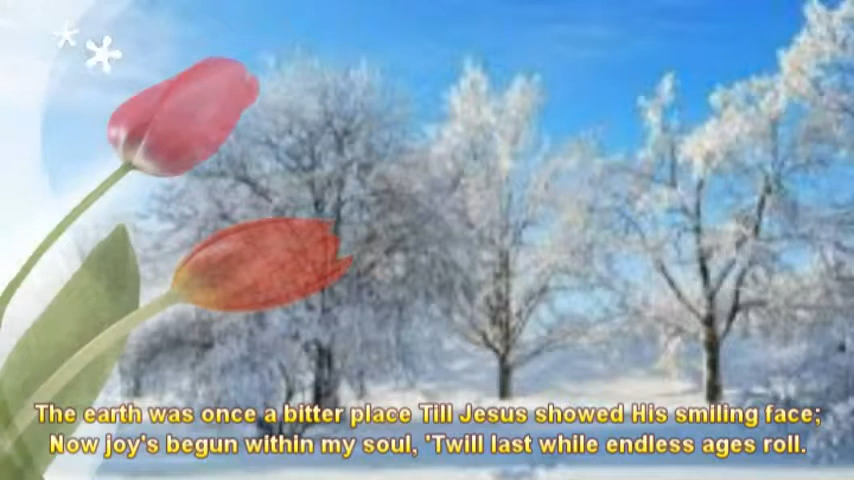 The earth was once a bitter place Till Jesus showed His smiling face;
Now joy's begun within my soul, 'Twill last while endless ages roll.